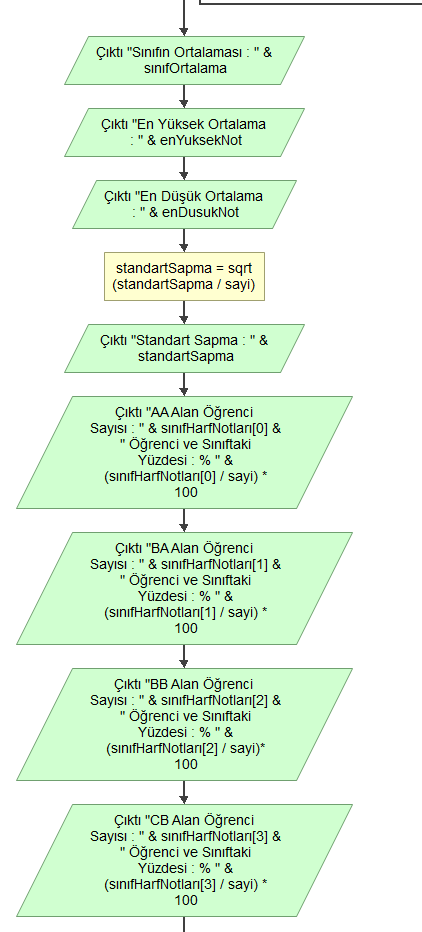 Çıktı "Sınıfın Ortalaması : " &
sınıfOrtalama
Çıktı "En Yüksek Ortalama
: " & enYuksekNot
Çıktı "En Düşük Ortalama
: " & enDusukNot
standartSapma = sqrt
(standartSapma / sayi)
Çıktı "Standart Sapma : " &
standartSapma
Çıktı "AA Alan Öğrenci
Sayısı : " & sınıfHarfNotları[0] &
" Öğrenci ve Sınıftaki
Yüzdesi : % " &
(sınıfHarfNotları[0] / sayi) *
100
Çıktı "BA Alan Öğrenci
Sayısı : " & sınıfHarfNotları[1] &
" Öğrenci ve Sınıftaki
Yüzdesi : % " &
(sınıfHarfNotları[1] / sayi) *
100
Çıktı "BB Alan Öğrenci
Sayısı : " & sınıfHarfNotları[2] &
" Öğrenci ve Sınıftaki
Yüzdesi : % " &
(sınıfHarfNotları[2] / sayi)*
100
Çıktı "CB Alan Öğrenci
Sayısı : " & sınıfHarfNotları[3] &
" Öğrenci ve Sınıftaki
Yüzdesi : % " &
(sınıfHarfNotları[3] / sayi) *
100